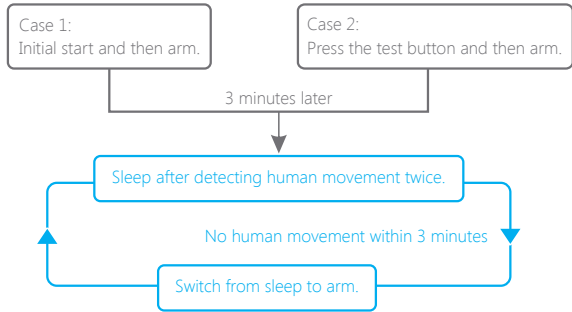 Case 1:
Initial start and then arm.
Case 2:
Press the test button and then arm.
3 minutes later
Sleep after detecting human movement twice.
No human movement within 3 minutes
Switch from sleep to arm.